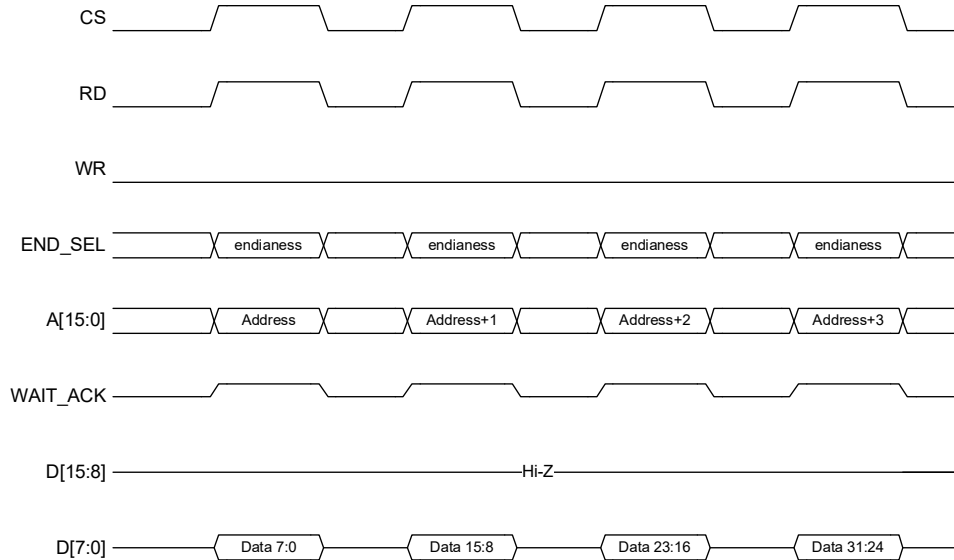 CS
RD
WR
END_SEL endianess endianess endianess endianess
A[15:0] Address Address+1 Address+2 Address+3
WAIT_ACK
D[15:8] Hi-Z
D[7:0] Data 7:0 Data 15:8 Data 23:16 Data 31:24